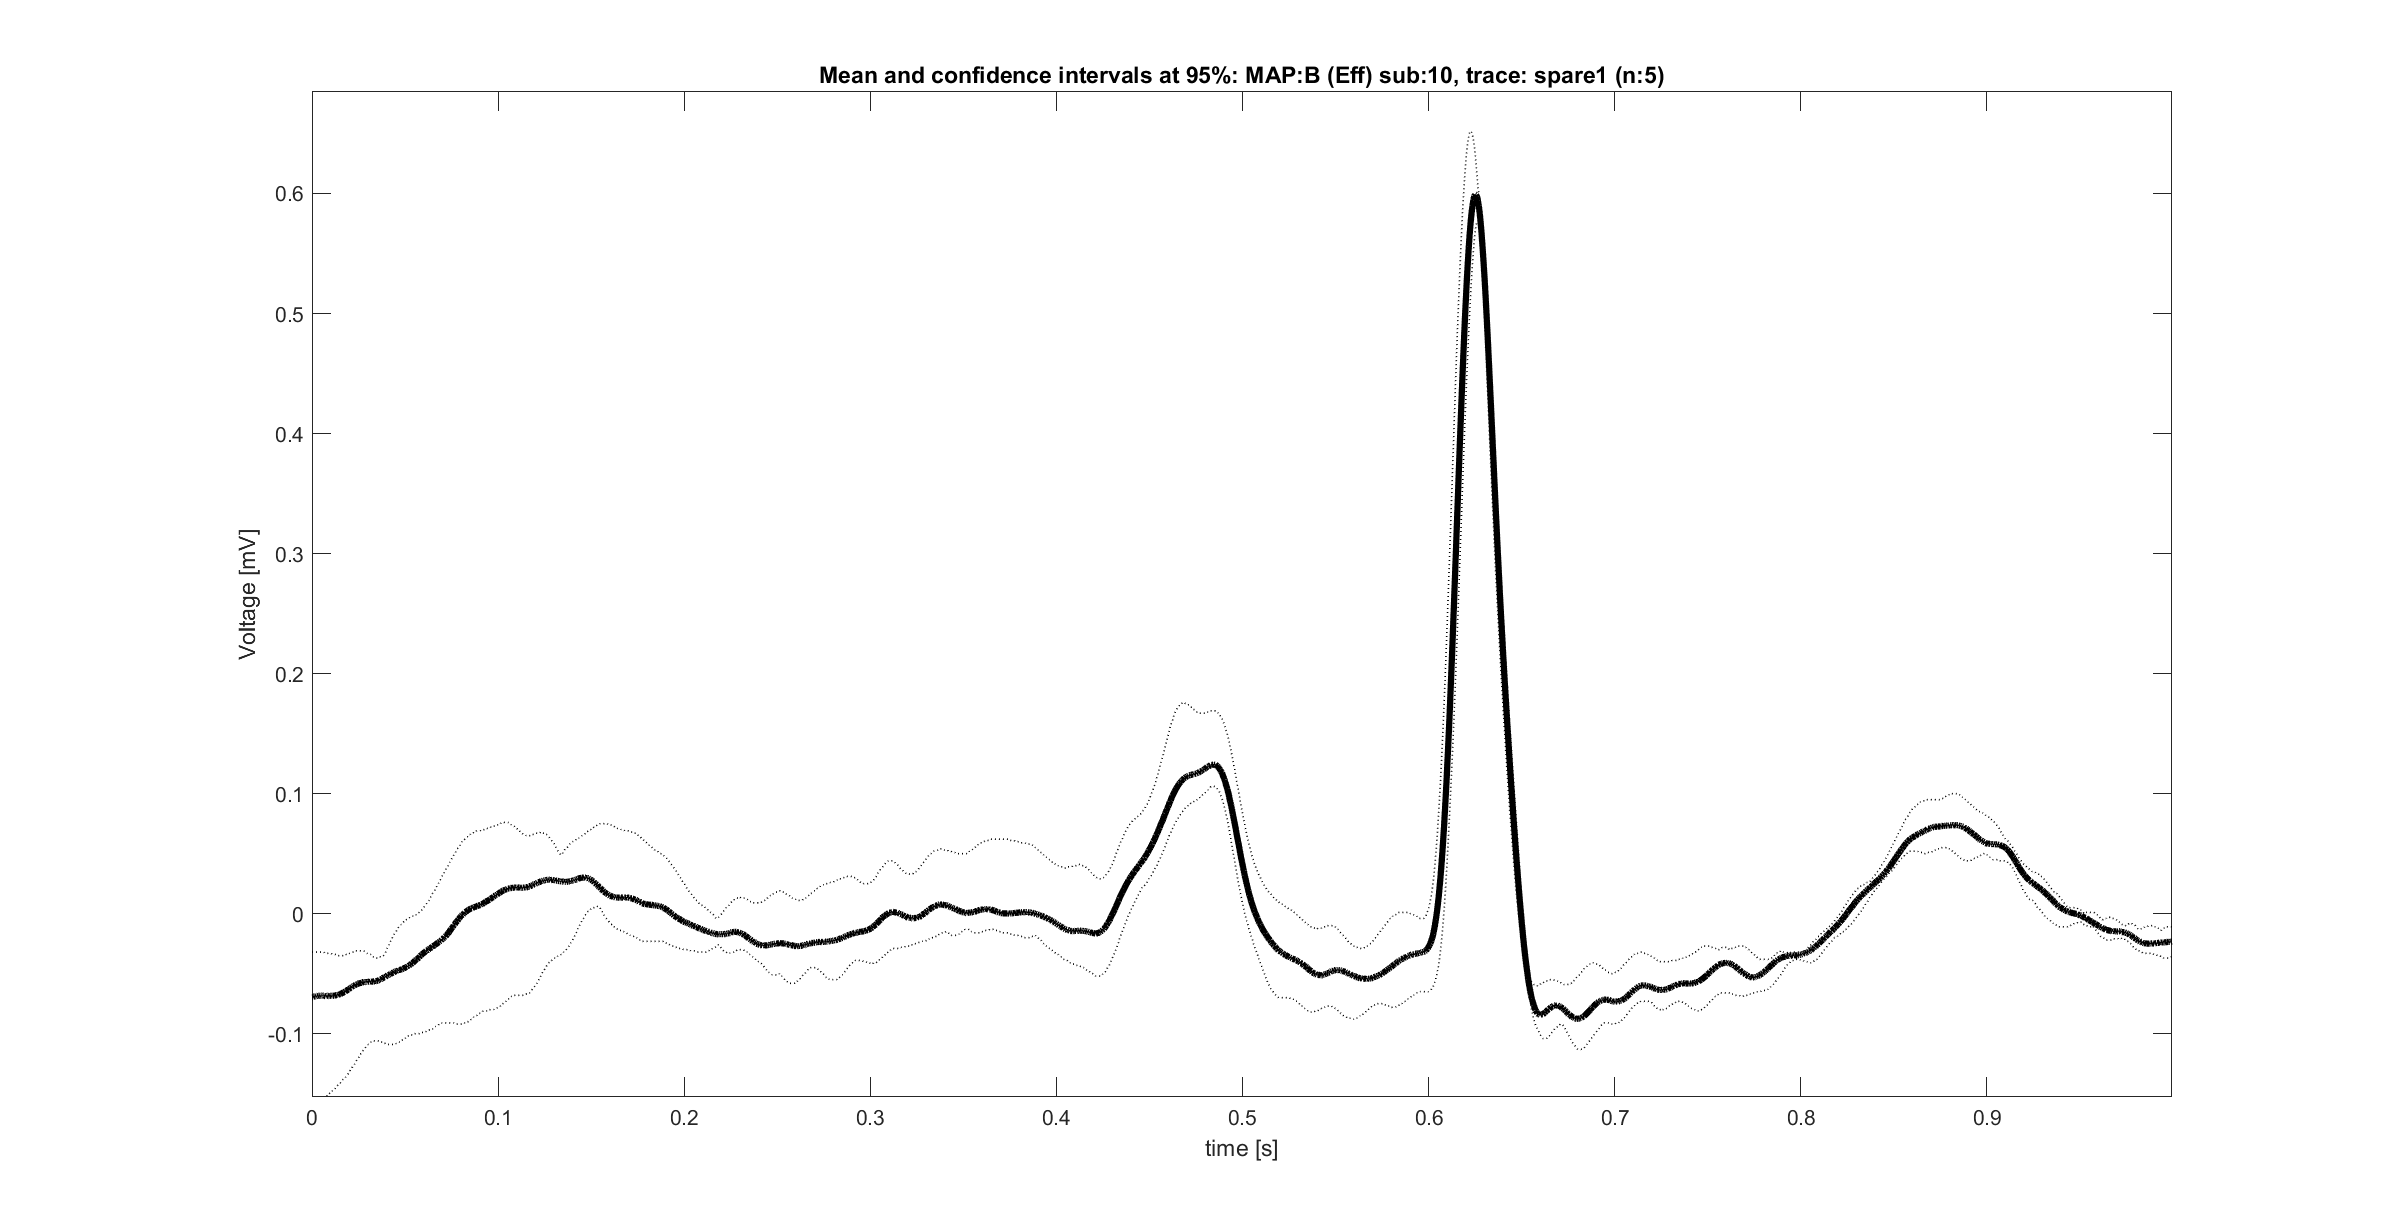 Mean and confidence intervals at 95%: MAP:B (Eff) sub:10, trace: spare1 (n:5)
Voltage [mV]
0.6
0.5
0.4
0.3
0.2
0.1
0
-0.1
0 0.1 0.2 0.3 0.4 0.5 0.6 0.7 0.8 0.9
time [s]